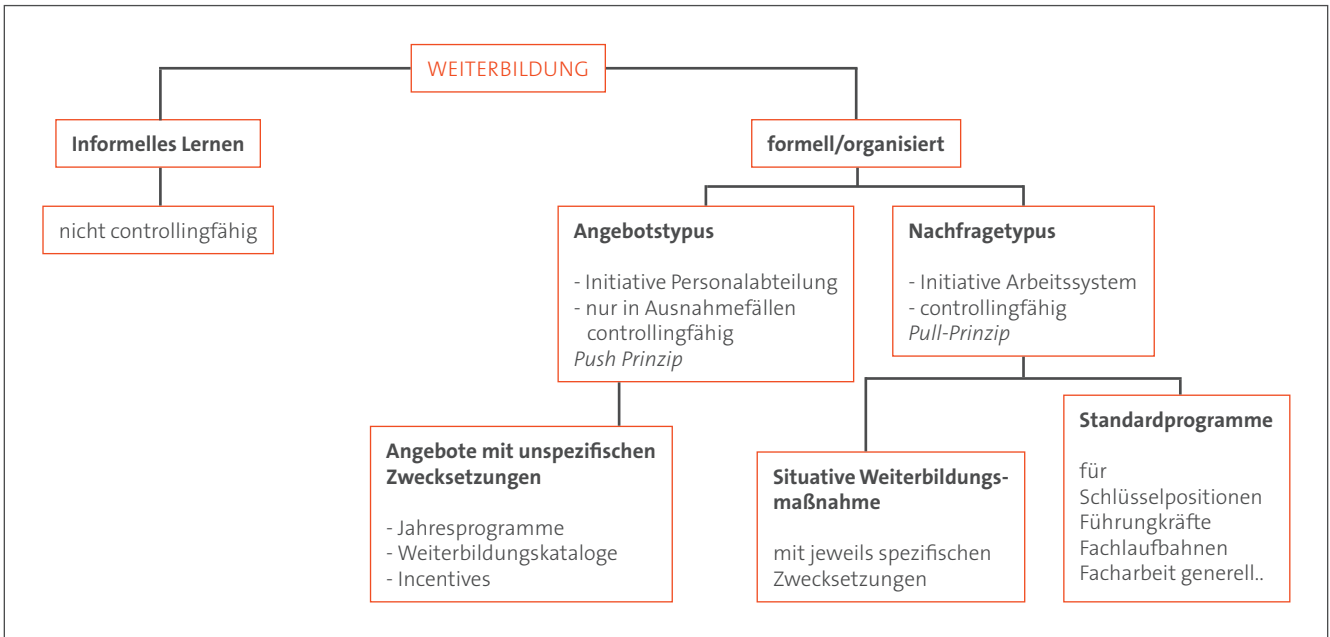 WEITERBILDUNG
Informelles Lernen
nicht controllingfähig
formell/organisiert
Angebotstypus
- Initiative Personalabteilung
- nur in Ausnahmefällen
controllingfähig
Push Prinzip
Nachfragetypus
- Initiative Arbeitssystem
- controllingfähig
Pull-Prinzip
Angebote mit unspezifischen
Zwecksetzungen
- Jahresprogramme
- Weiterbildungskataloge
- Incentives
Situative Weiterbildungs-
maßnahme
mit jeweils spezifischen
Zwecksetzungen
Standardprogramme
für
Schlüsselpositionen
Führungkräfte
Fachlaufbahnen
Facharbeit generell..